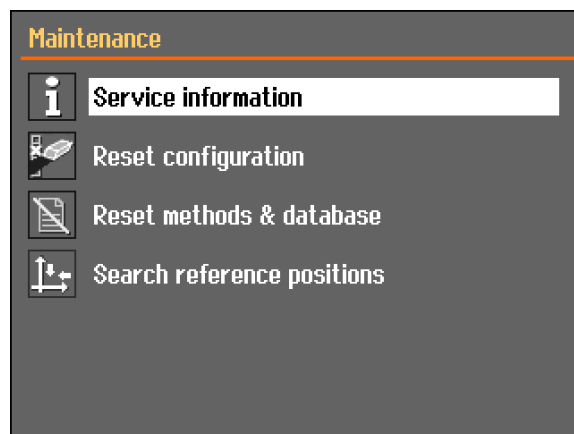 Maintenance
Service information
Reset configuration
Reset methods & database
Search reference positions